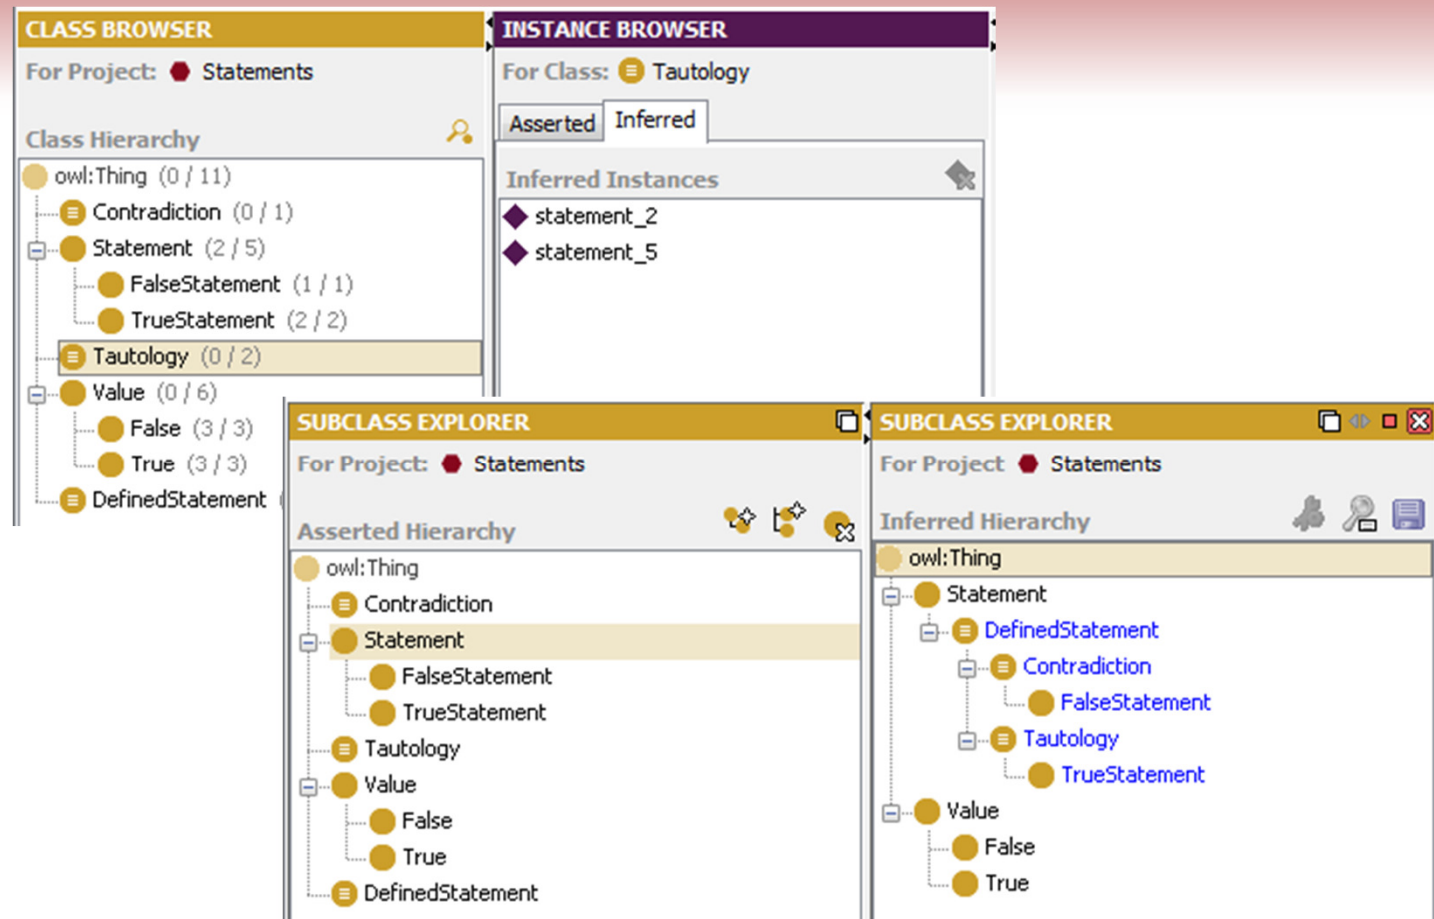 CLASS BROWSER
For Project: Statements
Class Hierarchy
owl:Thing (0 / 11)
Contradiction (0 / 1)
Statement (2 / 5)
FalseStatement (1 / 1)
TrueStatement (2 / 2)
Tautology (0 / 2)
Value (0 / 6)
False (3 / 3)
True (3 / 3)
DefinedStatement
INSTANCE BROWSER
For Class: Tautology
Asserted Inferred
Inferred Instances
statement_2
statement_5
SUBCLASS EXPLORER
For Project: Statements
Asserted Hierarchy
owl:Thing
Contradiction
Statement
FalseStatement
TrueStatement
Tautology
Value
False
True
DefinedStatement
SUBCLASS EXPLORER
For Project Statements
Inferred Hierarchy
owl:Thing
Statement
DefinedStatement
Contradiction
FalseStatement
Tautology
TrueStatement
Value
False
True